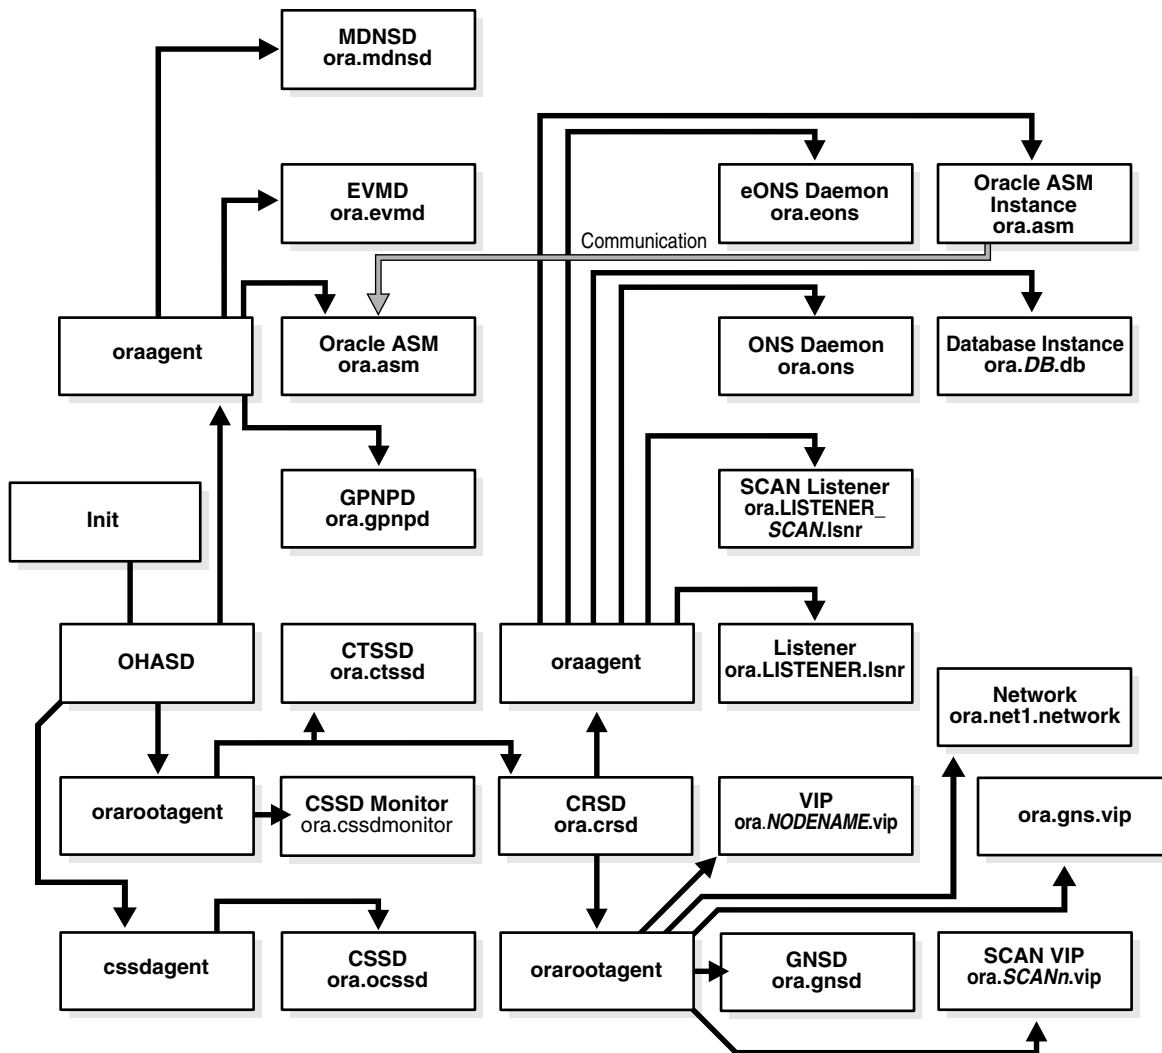 MDNSD
ora.mdnsd
EVMD
ora.evmd
eONS Daemon
ora.eons
Oracle ASM
Instance
ora.asm
Communication
oraagent
Oracle ASM
ora.asm
ONS Daemon
ora.ons
Database Instance
ora.DB.db
Init
GPNPD
ora.gpnpd
SCAN Listener
ora.LISTENER_
SCAN.lsnr
OHASD
CTSSD
ora.ctssd
oraagent
Listener
ora.LISTENER.lsnr
Network
ora.net1.network
orarootagent
CSSD Monitor
ora.cssdmonitor
CRSD
ora.crsd
VIP
ora.NODENAME.vip
ora.gns.vip
cssdagent
CSSD
ora.ocssd
orarootagent
GNSD
ora.gnsd
SCAN VIP
ora.SCANn.vip